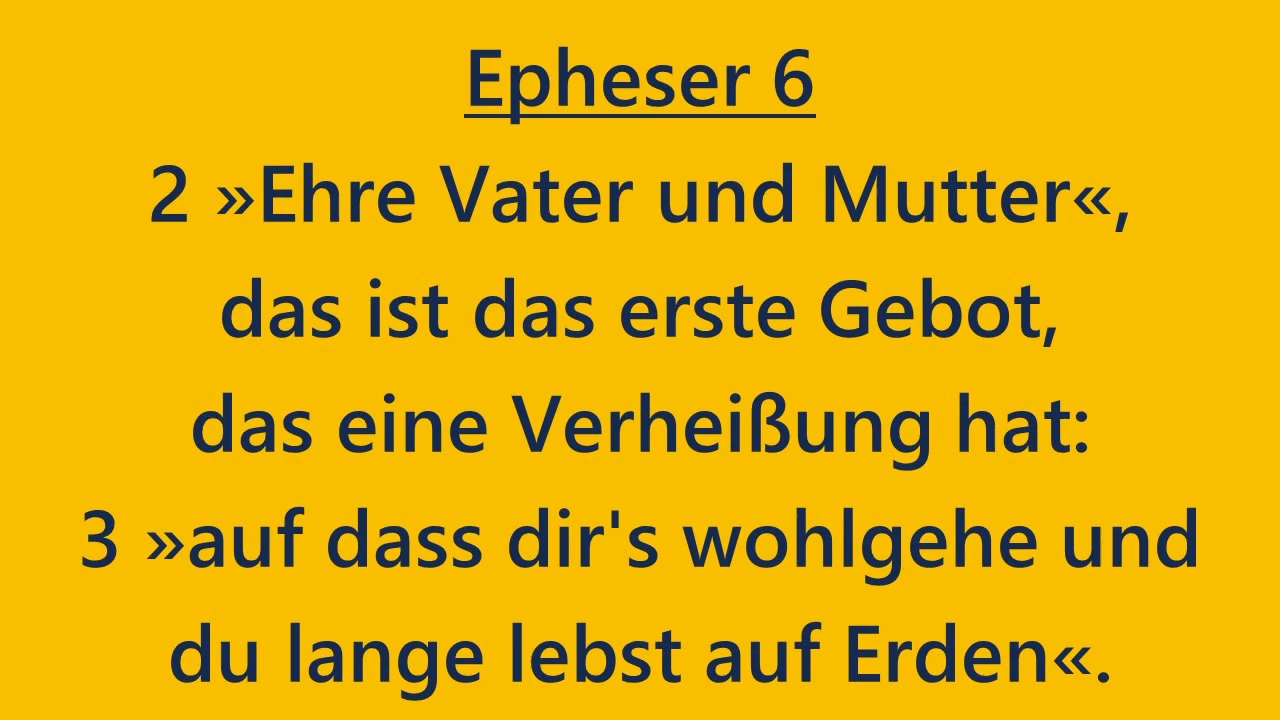 Epheser 6
2 »Ehre Vater und Mutter«,
das ist das erste Gebot,
das eine Verheißung hat:
3 »auf dass dir's wohlgehe und
du lange lebst auf Erden«.